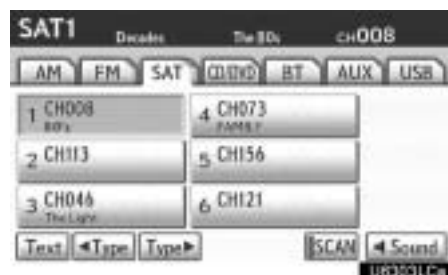 SAT1 Decades The 80s CH008
AM FM SAT CD/DVD BT AUX USB
1 CH008 4 CH073
80's FAMILY
2 CH113 5 CH156
3 CH046 6 CH121
The Light
Text ◄Type Type► SCAN ◄ Sound